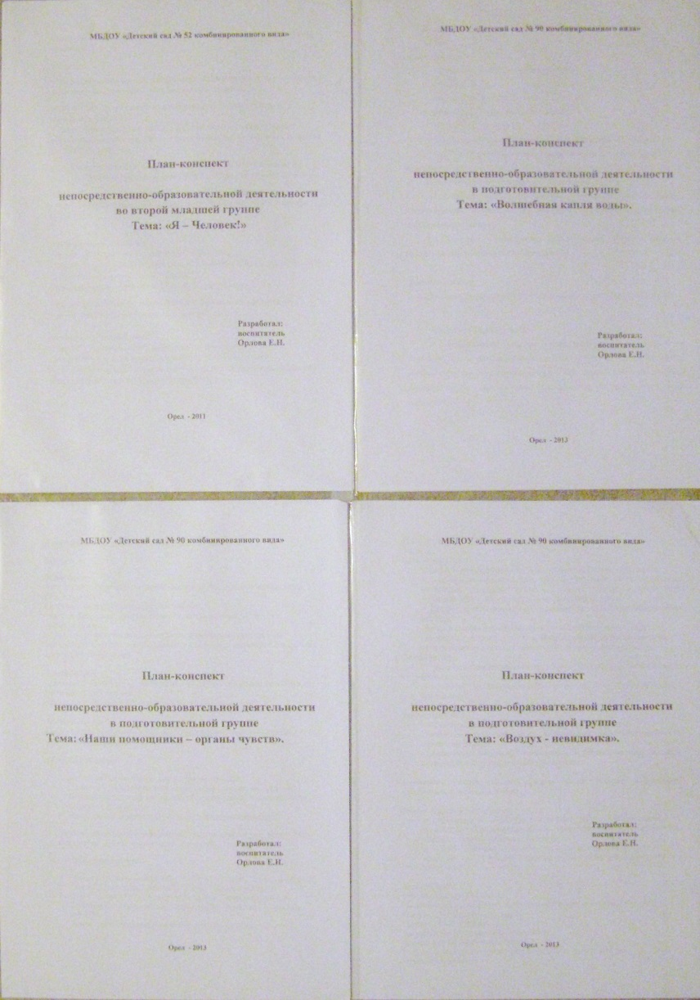 МБДОУ «Детский сад № 52 комбинированного вида»
План-конспект
непосредственно-образовательной деятельности
во второй младшей группе
Тема: «Я – Человек!»
Разработал:
воспитатель
Орлова Е.Н.
Орел - 2011
МБДОУ «Детский сад № 90 комбинированного вида»
План-конспект
непосредственно-образовательной деятельности
в подготовительной группе
Тема: «Волшебная капля воды».
Разработал:
воспитатель
Орлова Е.Н.
Орел - 2013
МБДОУ «Детский сад № 90 комбинированного вида»
План-конспект
непосредственно-образовательной деятельности
в подготовительной группе
Тема: «Наши помощники – органы чувств».
Разработал:
воспитатель
Орлова Е.Н.
Орел - 2013
МБДОУ «Детский сад № 90 комбинированного вида»
План-конспект
непосредственно-образовательной деятельности
в подготовительной группе
Тема: «Воздух - невидимка».
Разработал:
воспитатель
Орлова Е.Н.
Орел - 2013